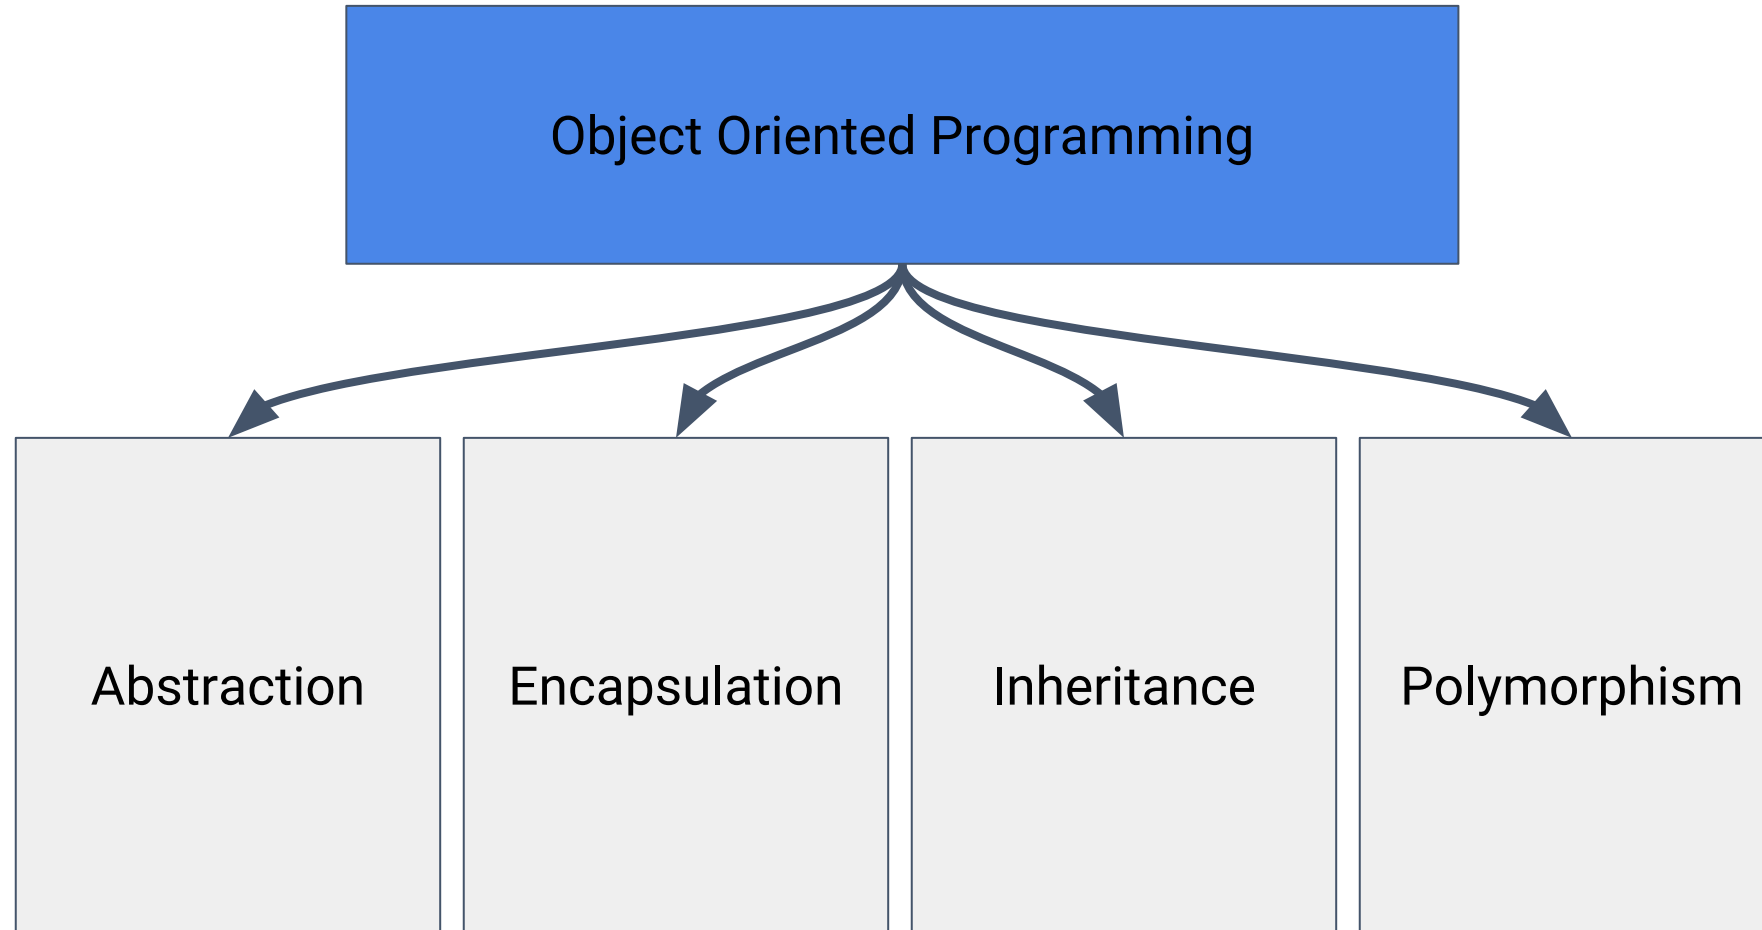 Object Oriented Programming
Abstraction
Encapsulation
Inheritance
Polymorphism